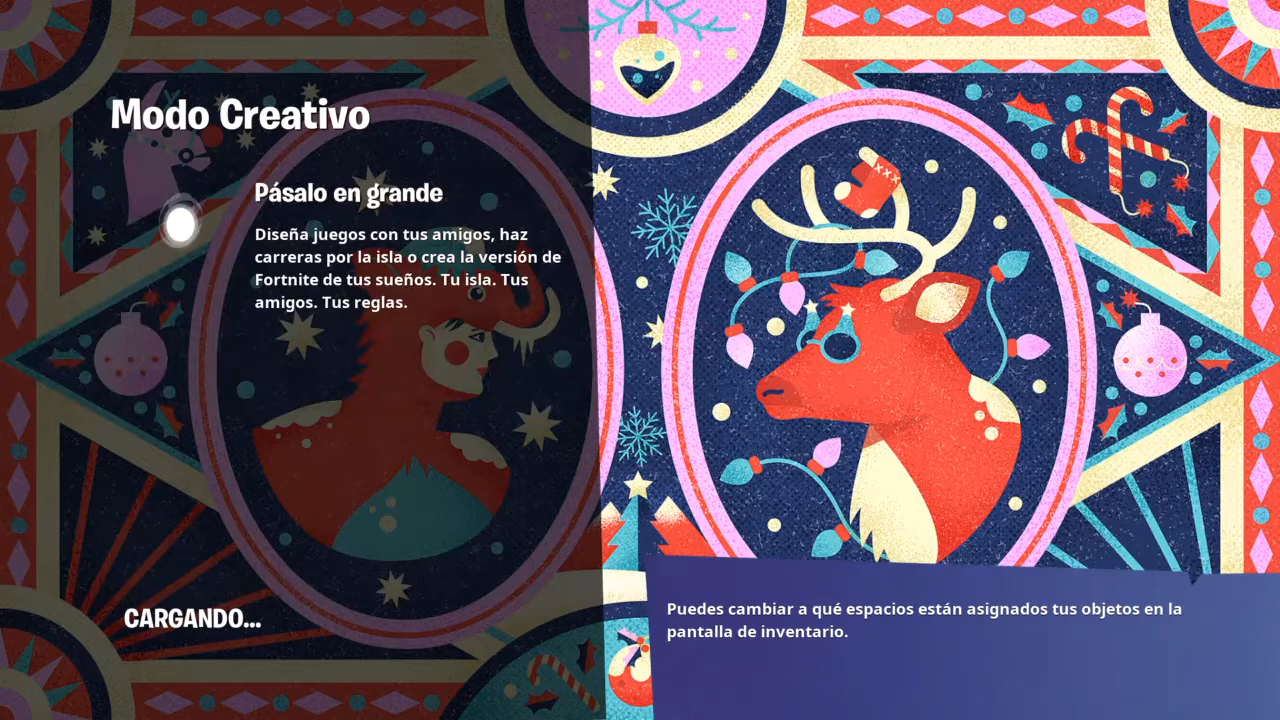 Modo Creativo
Pásalo en grande
Diseña juegos con tus amigos, haz
carreras por la isla o crea la versión de
Fortnite de tus sueños. Tu isla. Tus
amigos. Tus reglas.
CARGANDO...
Puedes cambiar a qué espacios están asignados tus objetos en la
pantalla de inventario.